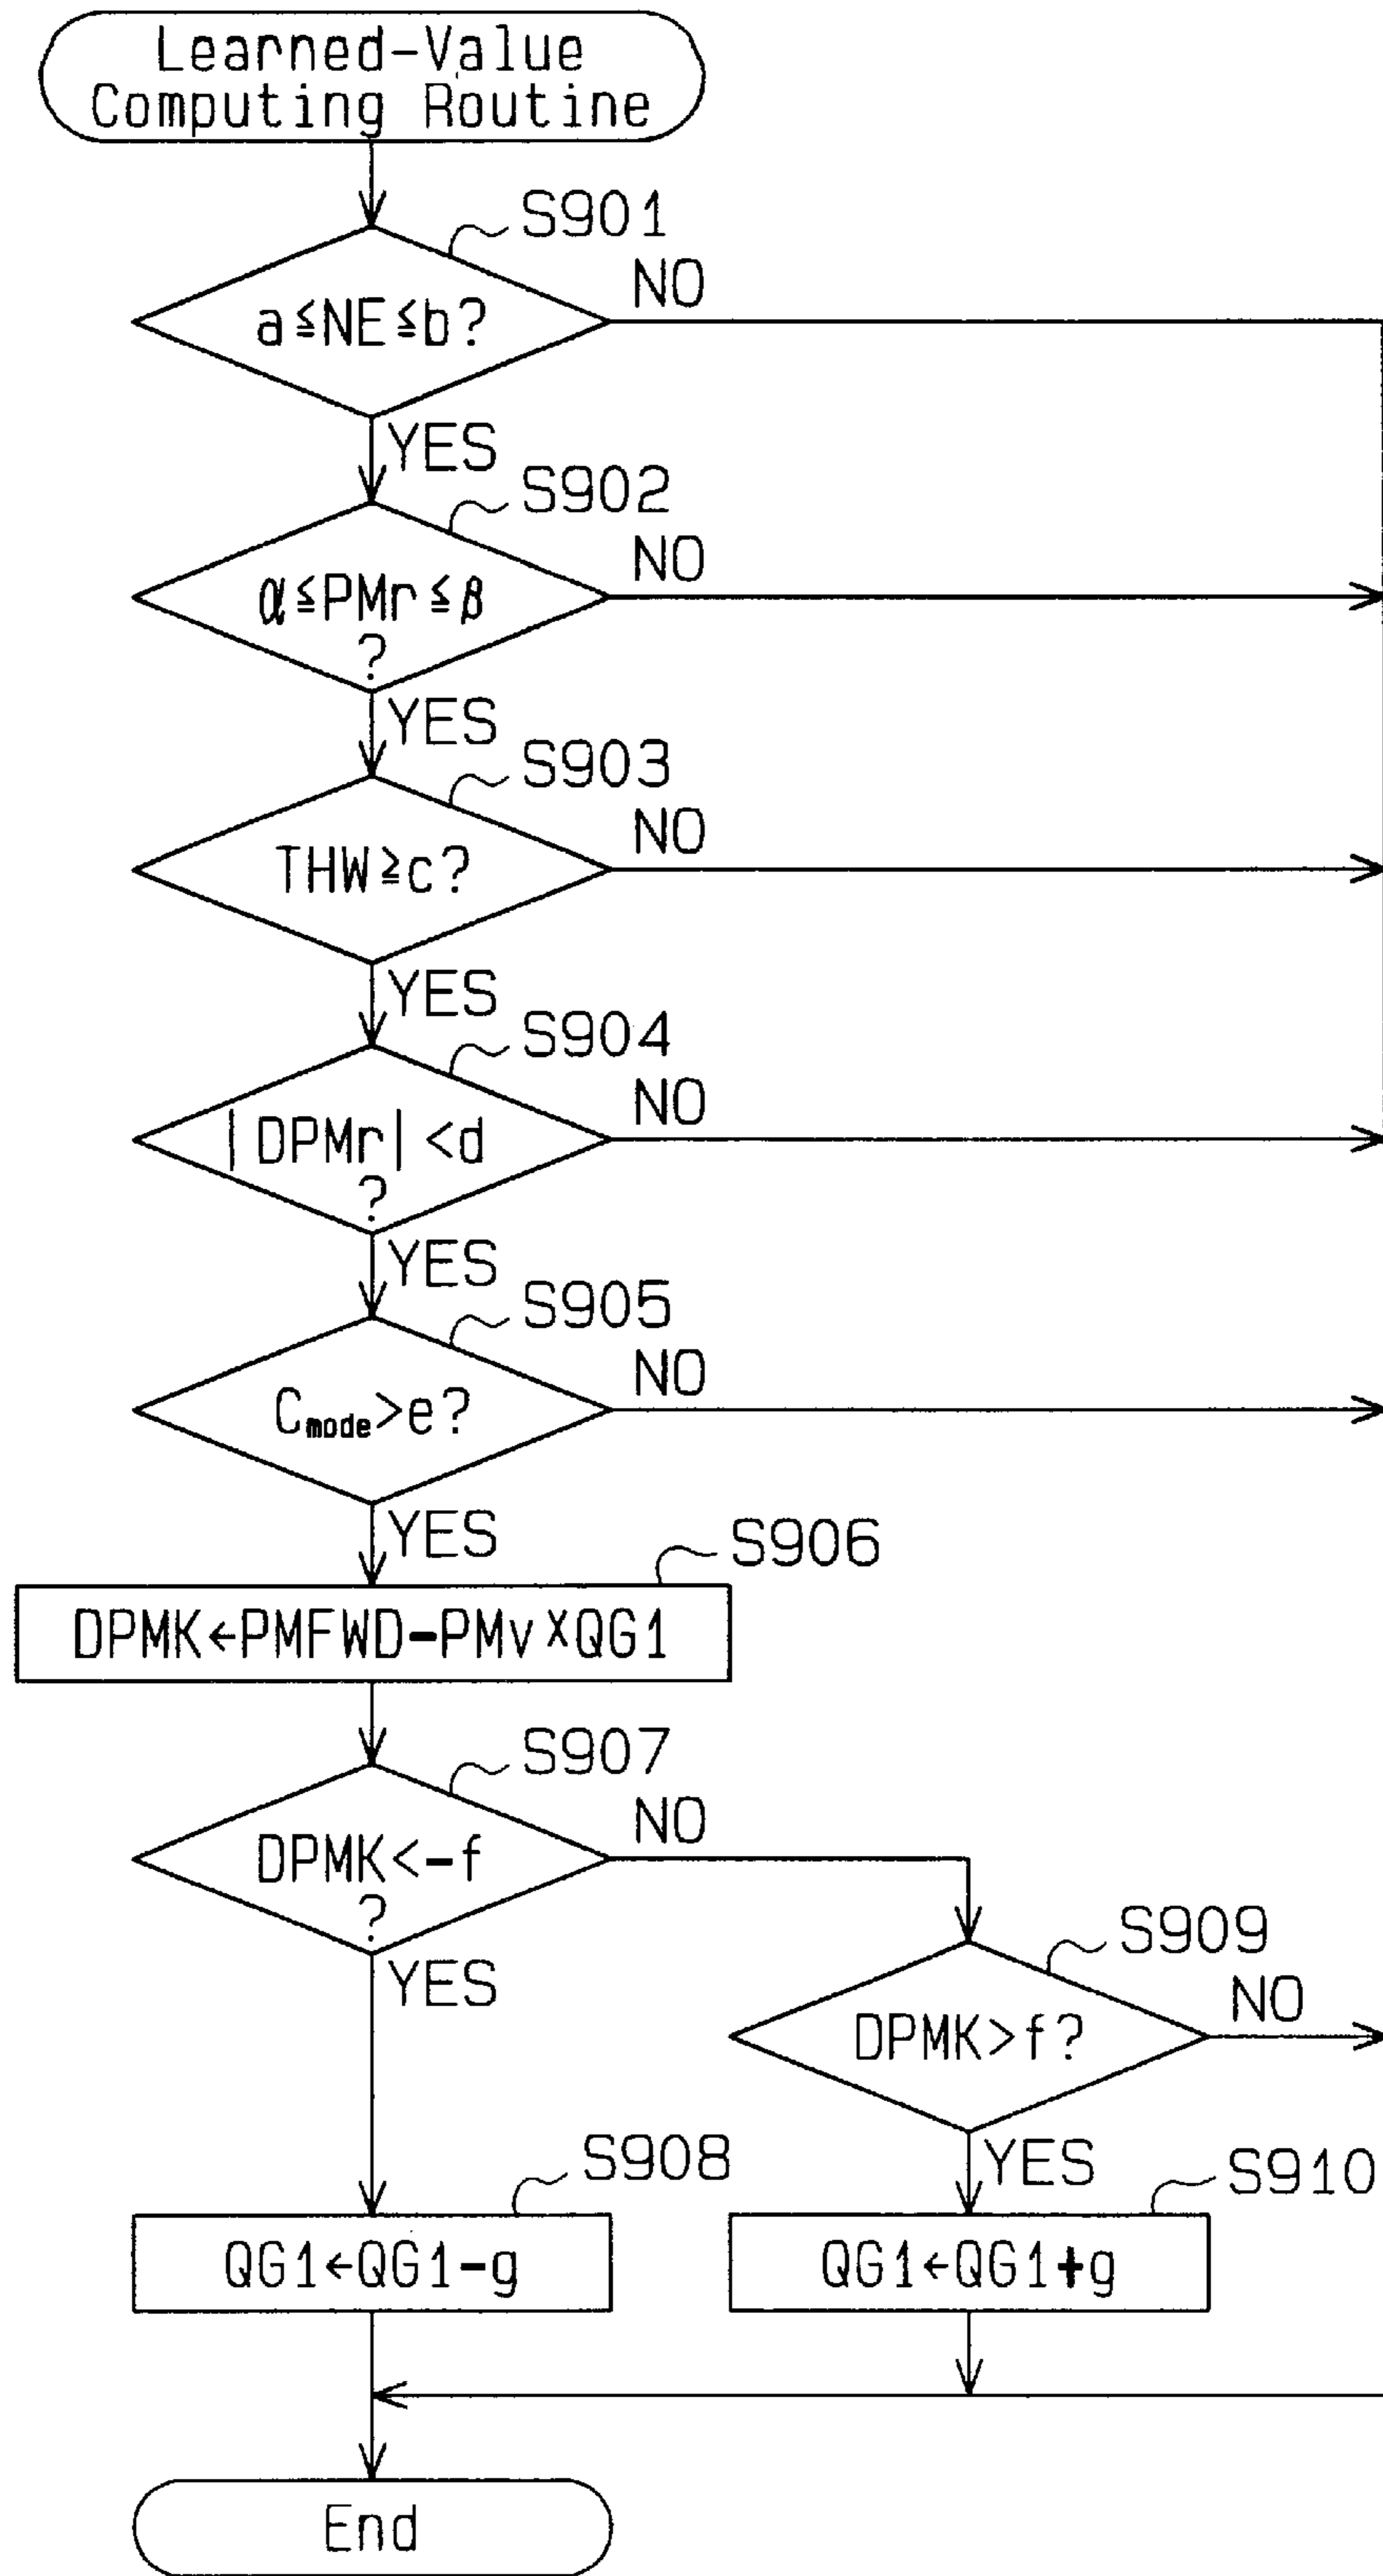 Learned-Value
Computing Routine
S901
a≦NE≦b?
NO
YES
S902
α≦PMr≦β
?
NO
YES
S903
THW≧c?
NO
YES
S904
|DPMr|<d
?
NO
YES
S905
Cmode>e?
NO
YES
S906
DPMK←PMFWD-PMv×QG1
S907
DPMK<-f
?
NO
YES
S909
DPMK>f?
NO
YES
S908
QG1←QG1-g
S910
QG1←QG1+g
End